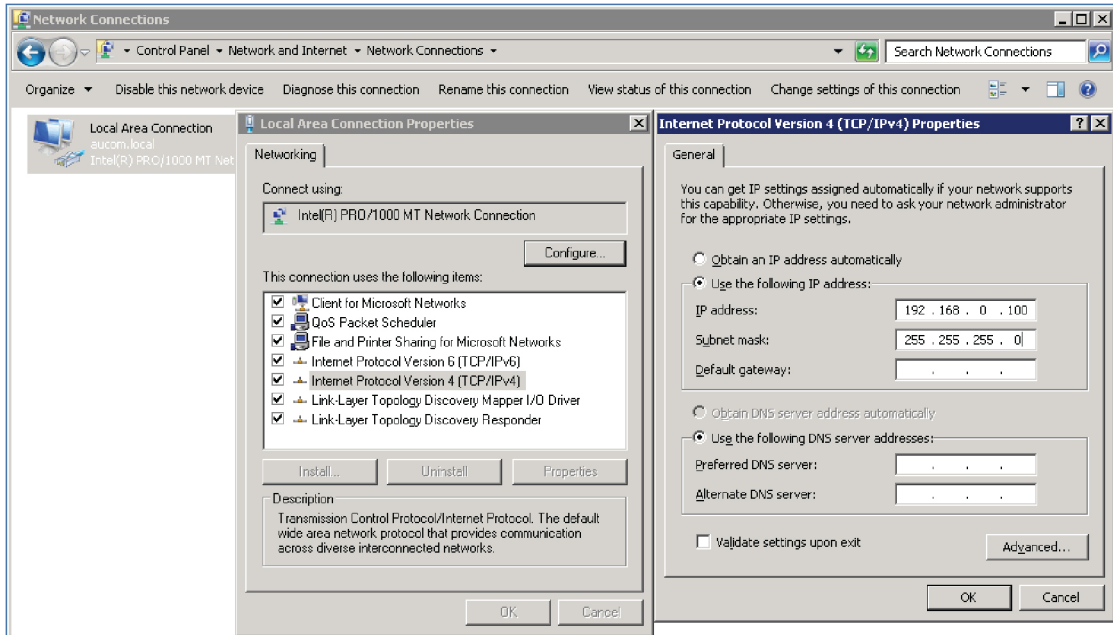 Network Connections
Control Panel Network and Internet Network Connections
Search Network Connections
Organize Disable this network device Diagnose this connection Rename this connection View status of this connection Change settings of this connection
Local Area Connection
aucom.local
Intel(R) PRO/1000 MT Net
Local Area Connection Properties
Networking
Connect using:
Intel(R) PRO/1000 MT Network Connection
Configure...
This connection uses the following items:
Client for Microsoft Networks
QoS Packet Scheduler
File and Printer Sharing for Microsoft Networks
Internet Protocol Version 6 (TCP/IPv6)
Internet Protocol Version 4 (TCP/IPv4)
Link-Layer Topology Discovery Mapper I/O Driver
Link-Layer Topology Discovery Responder
Install... Uninstall Properties
Description
Transmission Control Protocol/Internet Protocol. The default
wide area network protocol that provides communication
across diverse interconnected networks.
OK Cancel
Internet Protocol Version 4 (TCP/IPv4) Properties
General
You can get IP settings assigned automatically if your network supports
this capability. Otherwise, you need to ask your network administrator
for the appropriate IP settings.
Obtain an IP address automatically
Use the following IP address:
IP address: 192 . 168 . 0 . 100
Subnet mask: 255 . 255 . 255 . 0
Default gateway: . . .
Obtain DNS server address automatically
Use the following DNS server addresses:
Preferred DNS server: . . .
Alternate DNS server: . . .
Validate settings upon exit
Advanced...
OK Cancel